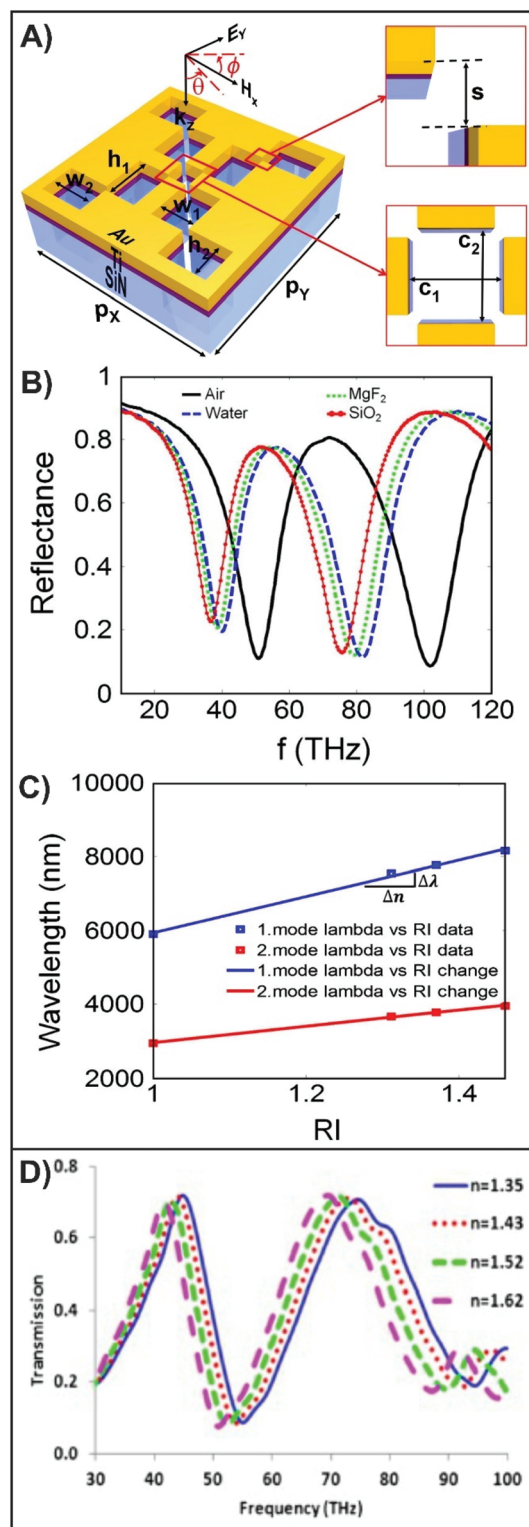 A)
E_Y
ϕ
θ
H_x
k_z
h_1
w_2
w_1
h_2
Au
Ti
SiN
p_X
p_Y
s
c_2
c_1
B)
Air
MgF_2
Water
SiO_2
1
0.8
0.6
0.4
0.2
0
Reflectance
20 40 60 80 100 120
f (THz)
C)
10000
8000
6000
4000
2000
Wavelength (nm)
Δλ
Δn
1.mode lambda vs RI data
2.mode lambda vs RI data
1.mode lambda vs RI change
2.mode lambda vs RI change
1 1.2 1.4
RI
D)
0.8
0.6
0.4
0.2
0.0
Transmission
n=1.35
n=1.43
n=1.52
n=1.62
30 40 50 60 70 80 90 100
Frequency (THz)